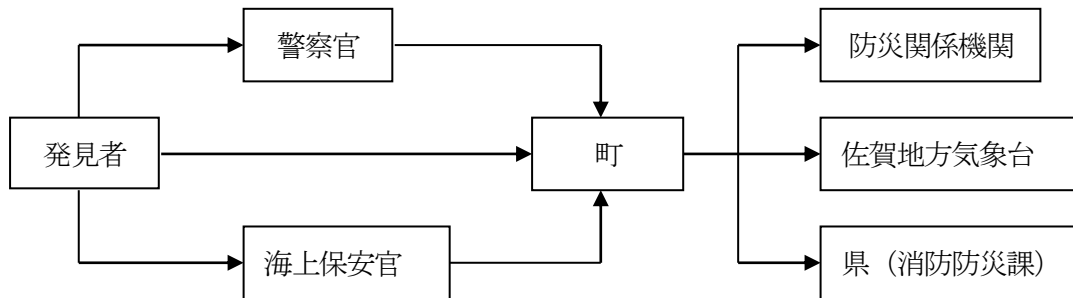 警察官
防災関係機関
発見者
町
佐賀地方気象台
海上保安官
県（消防防災課）